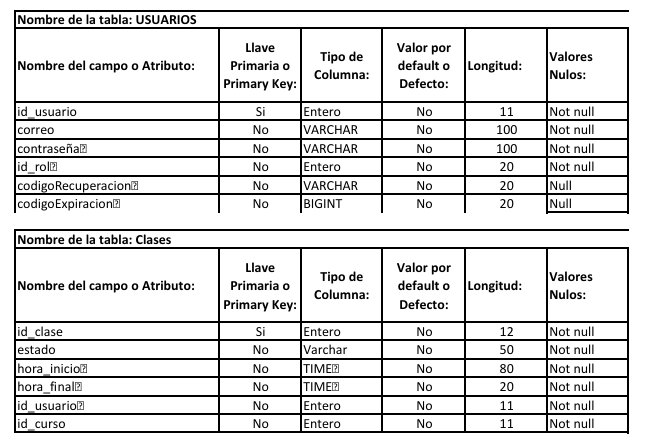 Nombre de la tabla: USUARIOS
Nombre del campo o Atributo: Llave Primaria o Primary Key: Tipo de Columna: Valor por default o Defecto: Longitud: Valores Nulos:
id_usuario Si Entero No 11 Not null
correo No VARCHAR No 100 Not null
contraseña⍰ No VARCHAR No 100 Not null
id_rol⍰ No Entero No 20 Not null
codigoRecuperacion⍰ No VARCHAR No 20 Null
codigoExpiracion⍰ No BIGINT No 20 Null
Nombre de la tabla: Clases
Nombre del campo o Atributo: Llave Primaria o Primary Key: Tipo de Columna: Valor por default o Defecto: Longitud: Valores Nulos:
id_clase Si Entero No 12 Not null
estado No Varchar No 50 Not null
hora_inicio⍰ No TIME⍰ No 80 Not null
hora_final⍰ No TIME⍰ No 20 Not null
id_usuario⍰ No Entero No 11 Not null
id_curso No Entero No 11 Not null